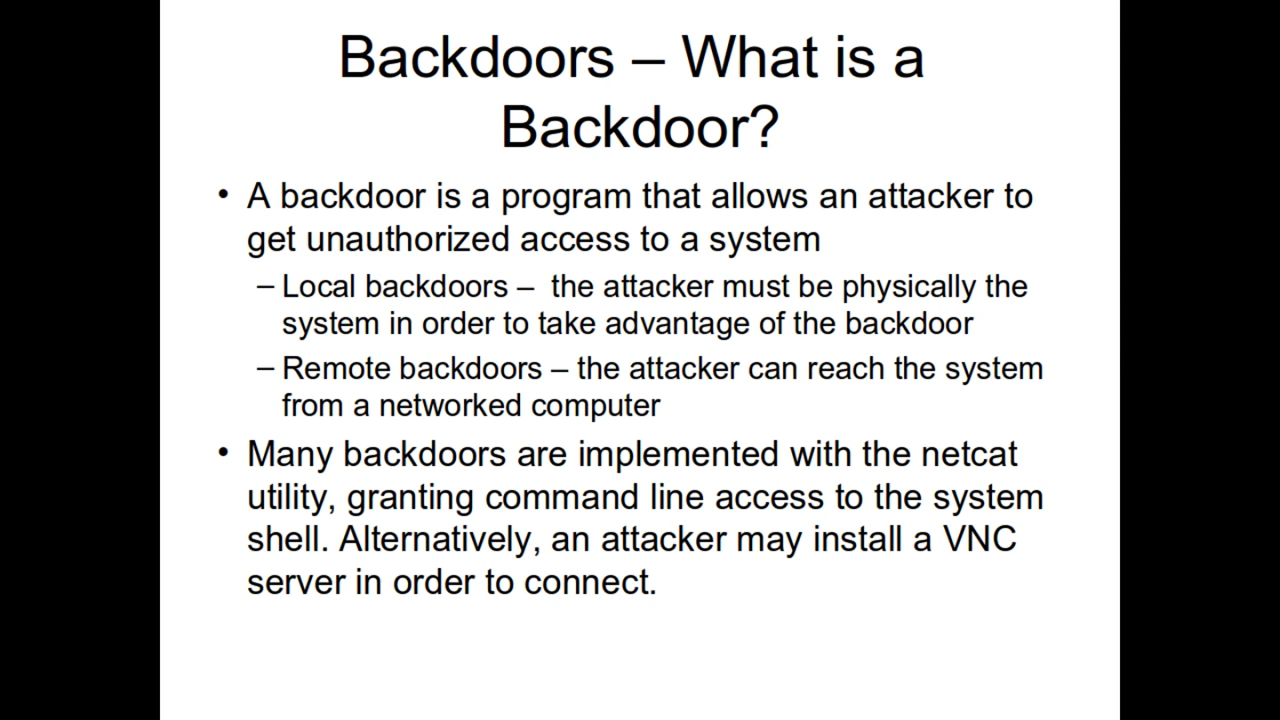 Backdoors – What is a
Backdoor?
• A backdoor is a program that allows an attacker to
get unauthorized access to a system
– Local backdoors –  the attacker must be physically the
system in order to take advantage of the backdoor
– Remote backdoors – the attacker can reach the system
from a networked computer
• Many backdoors are implemented with the netcat
utility, granting command line access to the system
shell. Alternatively, an attacker may install a VNC
server in order to connect.